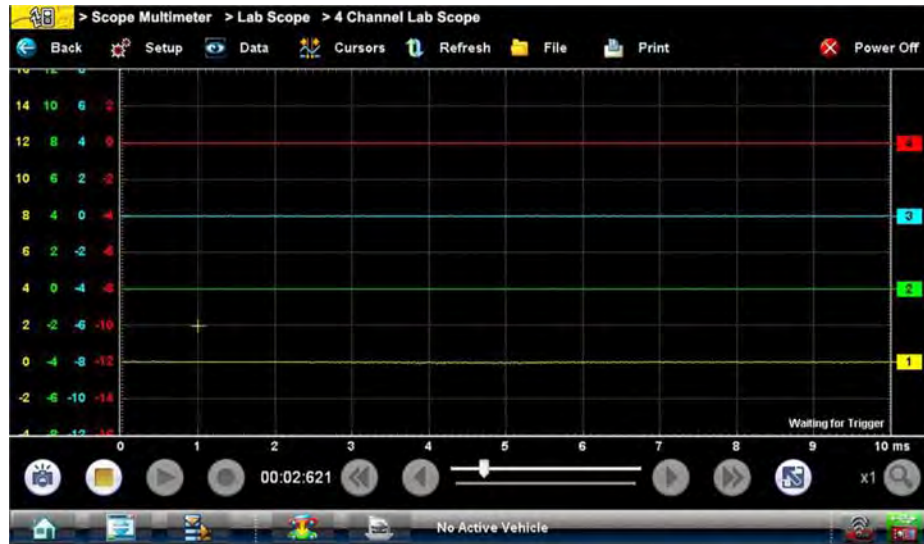 > Scope Multimeter > Lab Scope > 4 Channel Lab Scope
Back Setup Data Cursors Refresh File Print Power Off
14 10 6 2
12 8 4 0 4
10 6 2 -2
8 4 0 -4 3
6 2 -2 -6
4 0 -4 -8 2
2 -2 -6 -10
0 -4 -8 -12 1
-2 -6 -10 -14
Waiting for Trigger
0 1 2 3 4 5 6 7 8 9 10 ms
00:02:621 x1
No Active Vehicle